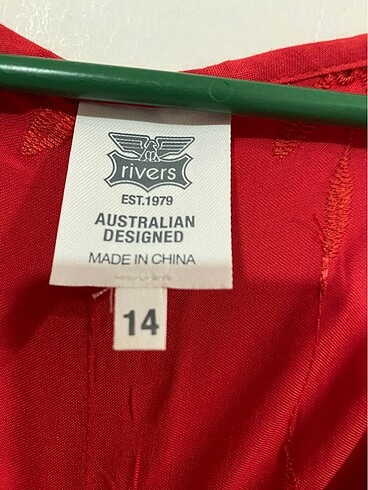 rivers
EST.1979
AUSTRALIAN
DESIGNED
MADE IN CHINA
14